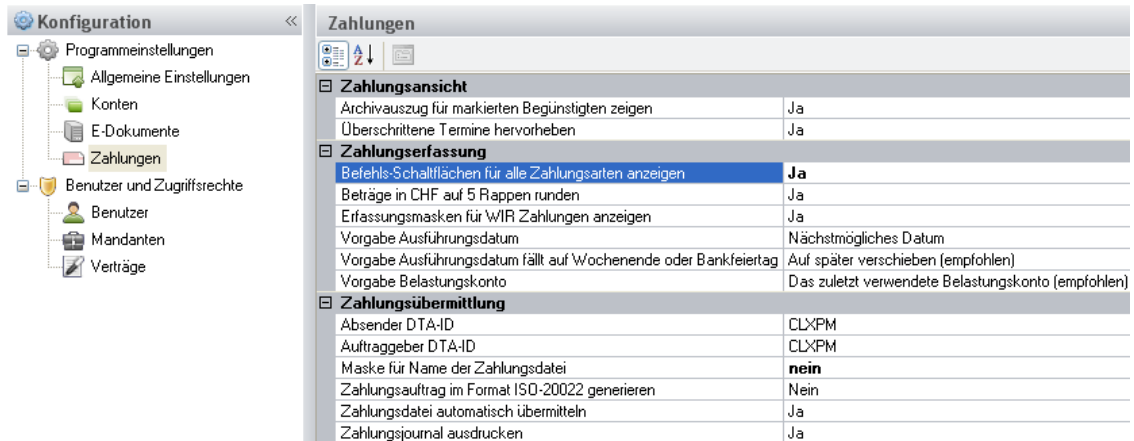 Konfiguration
Programmeinstellungen
Allgemeine Einstellungen
Konten
E-Dokumente
Zahlungen
Benutzer und Zugriffsrechte
Benutzer
Mandanten
Verträge
Zahlungen
Zahlungsansicht
Archivauszug für markierten Begünstigten zeigen Ja
Überschrittene Termine hervorheben Ja
Zahlungserfassung
Befehls-Schaltflächen für alle Zahlungsarten anzeigen Ja
Beträge in CHF auf 5 Rappen runden Ja
Erfassungsmasken für WIR Zahlungen anzeigen Ja
Vorgabe Ausführungsdatum Nächstmögliches Datum
Vorgabe Ausführungsdatum fällt auf Wochenende oder Bankfeiertag Auf später verschieben (empfohlen)
Vorgabe Belastungskonto Das zuletzt verwendete Belastungskonto (empfohlen)
Zahlungsübermittlung
Absender DTA-ID CLXPM
Auftraggeber DTA-ID CLXPM
Maske für Name der Zahlungsdatei nein
Zahlungsauftrag im Format ISO-20022 generieren Nein
Zahlungsdatei automatisch übermitteln Ja
Zahlungsjournal ausdrucken Ja